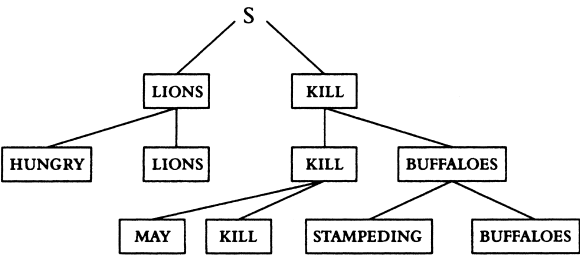 S
LIONS KILL
HUNGRY LIONS KILL BUFFALOES
MAY KILL STAMPEDING BUFFALOES